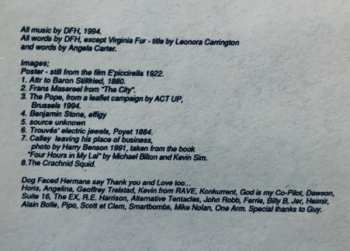 All music by DFH, 1994.
All words by DFH, except Virginia Fur - title by Leonora Carrington
and words by Angela Carter.
Images;
Poster - still from the film E'piccirella 1922.
1. Attr to Baron Stillfried, 1880.
2. Frans Masereel from "The City".
3. The Pope, from a leaflet campaign by ACT UP,
Brussels 1994.
4. Benjamin Stone, effigy
5. source unknown
6. Trouvés' electric jewels, Poyet 1884.
7. Calley leaving his place of business,
photo by Harry Benson 1991, taken from the book
"Four Hours in My Lai" by Michael Bilton and Kevin Sim.
8. The Crachnid Squid.
Dog Faced Hermans say Thank you and Love too...
Horis, Angelina, Geoffrey Trelstad, Kevin from RAVE, Konkurrent, God is my Co-Pilot, Dawson,
Suite 16, The EX, R.E. Harrison, Alternative Tentacles, John Robb, Ferrie, Billy B, Jer, Heimir,
Alain Bolle, Pipo, Scott et Clem, Smartbombs, Mike Nolan, One Arm. Special thanks to Guy.